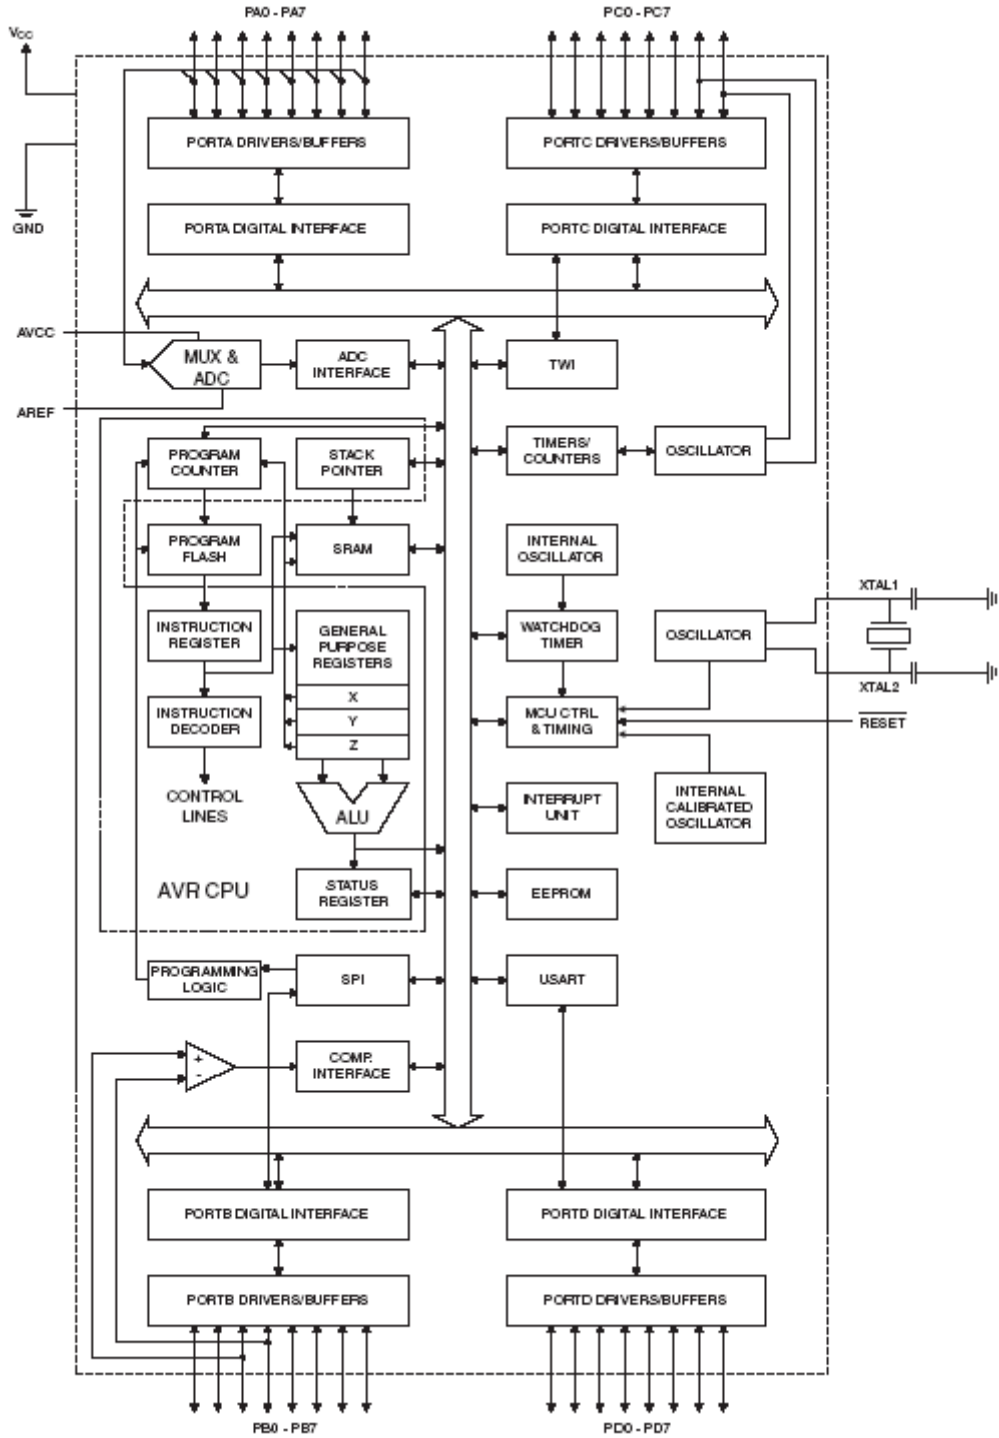 PA0 - PA7
PC0 - PC7
VCC
PORTA DRIVERS/BUFFERS
PORTC DRIVERS/BUFFERS
GND
PORTA DIGITAL INTERFACE
PORTC DIGITAL INTERFACE
AVCC
MUX &
ADC
ADC
INTERFACE
TWI
AREF
PROGRAM
COUNTER
STACK
POINTER
TIMERS/
COUNTERS
OSCILLATOR
PROGRAM
FLASH
SRAM
INTERNAL
OSCILLATOR
XTAL1
INSTRUCTION
REGISTER
GENERAL
PURPOSE
REGISTERS
WATCHDOG
TIMER
OSCILLATOR
XTAL2
X
INSTRUCTION
DECODER
Y
MCU CTRL
& TIMING
RESET
Z
CONTROL
LINES
ALU
INTERRUPT
UNIT
INTERNAL
CALIBRATED
OSCILLATOR
AVR CPU
STATUS
REGISTER
EEPROM
PROGRAMMING
LOGIC
SPI
USART
+
-
COMP.
INTERFACE
PORTB DIGITAL INTERFACE
PORTD DIGITAL INTERFACE
PORTB DRIVERS/BUFFERS
PORTD DRIVERS/BUFFERS
PB0 - PB7
PD0 - PD7